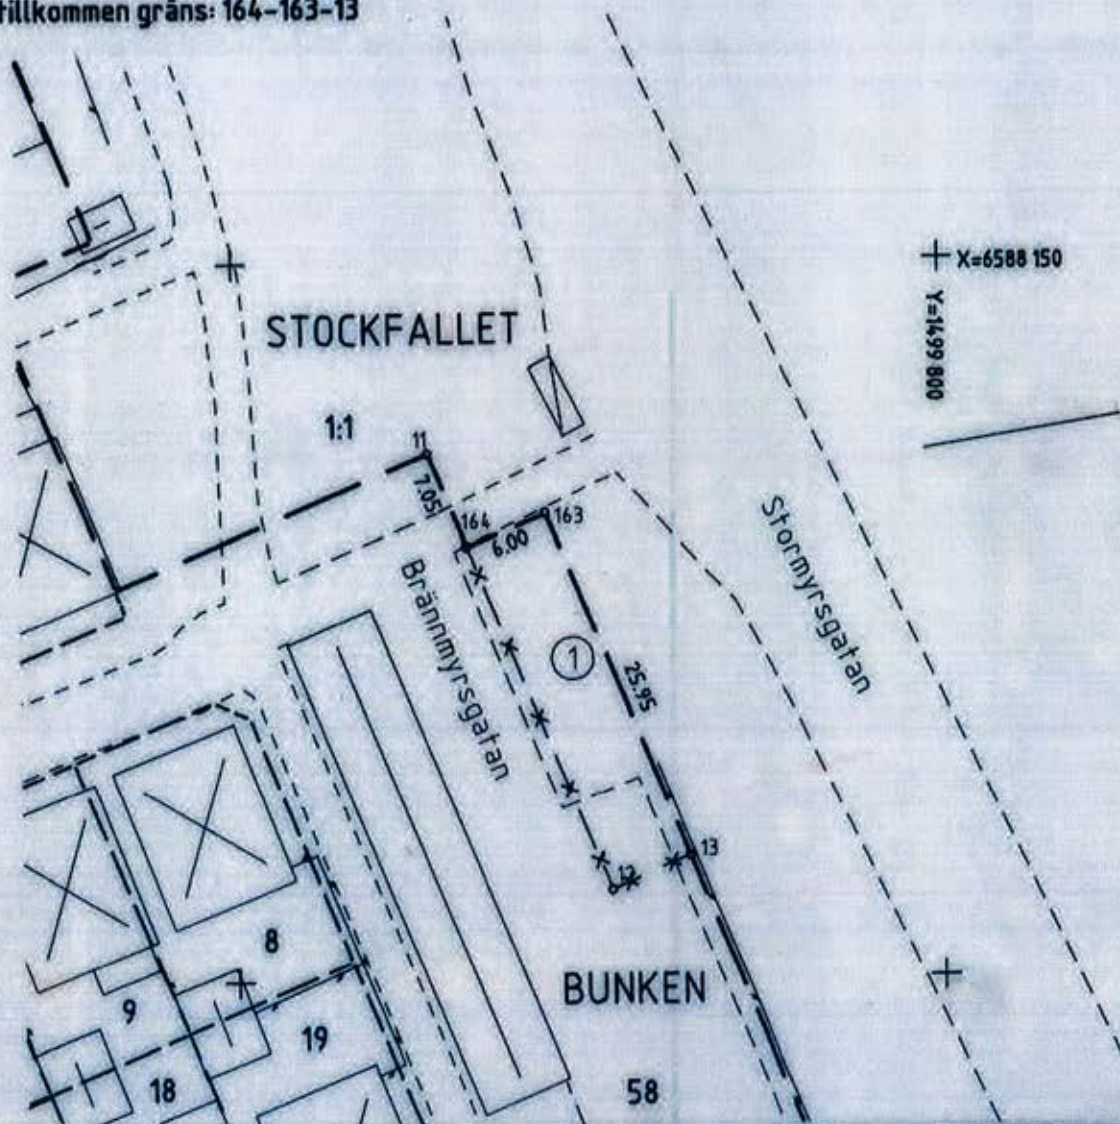 tillkommen gräns: 164-163-13
X=6588 150
Y=1499 800
STOCKFALLET
1:1
11
7.05
164
163
6.00
Brännmyrsgatan
Stormyrsgatan
1
25.95
13
12
8
BUNKEN
9
19
18
58